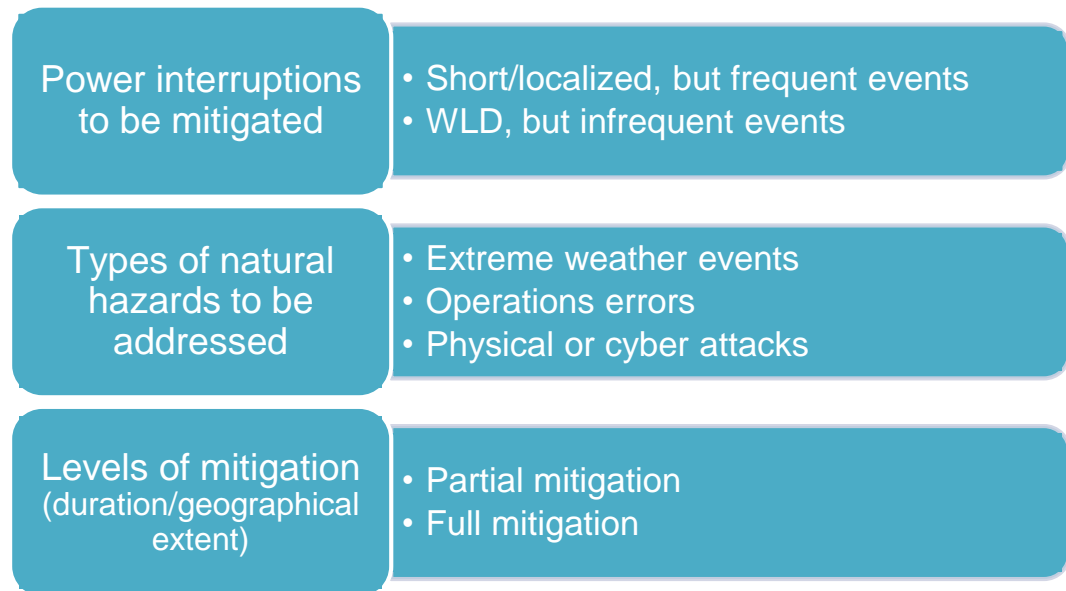 Power interruptions
to be mitigated
• Short/localized, but frequent events
• WLD, but infrequent events
Types of natural
hazards to be
addressed
• Extreme weather events
• Operations errors
• Physical or cyber attacks
Levels of mitigation
(duration/geographical
extent)
• Partial mitigation
• Full mitigation